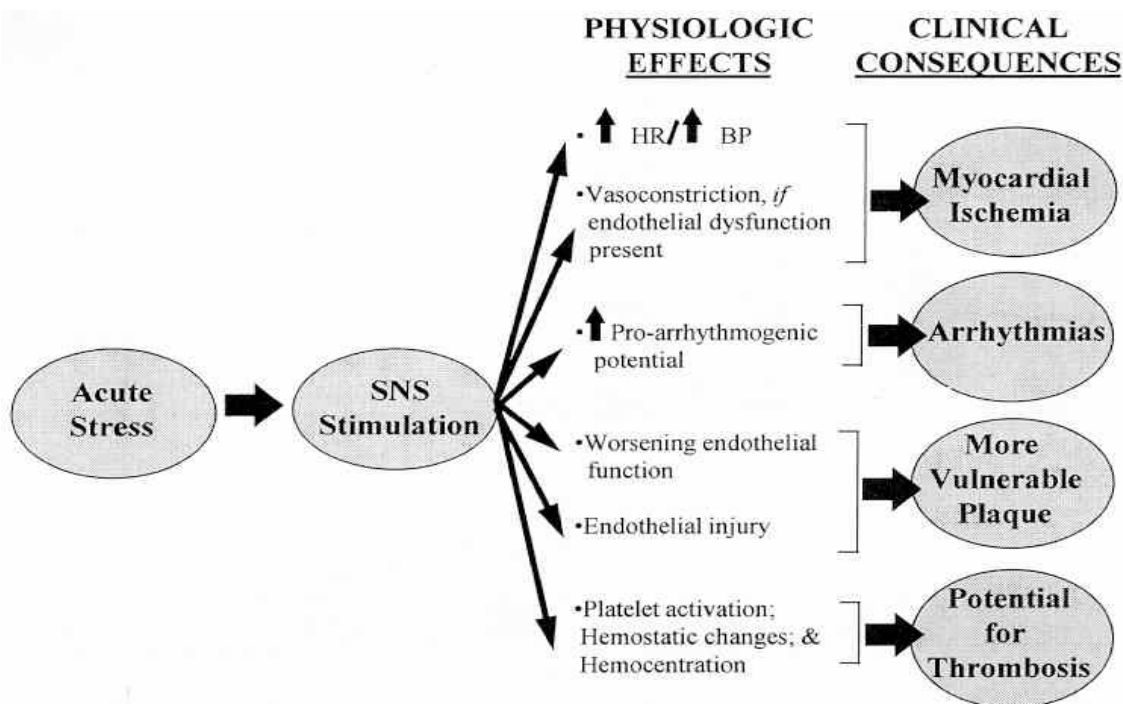 PHYSIOLOGIC
EFFECTS
CLINICAL
CONSEQUENCES
• ↑ HR/↑ BP
•Vasoconstriction, if
endothelial dysfunction
present
Myocardial
Ischemia
•↑ Pro-arrhythmogenic
potential
Arrhythmias
Acute
Stress
SNS
Stimulation
•Worsening endothelial
function
•Endothelial injury
More
Vulnerable
Plaque
•Platelet activation;
Hemostatic changes; &
Hemocentration
Potential
for
Thrombosis